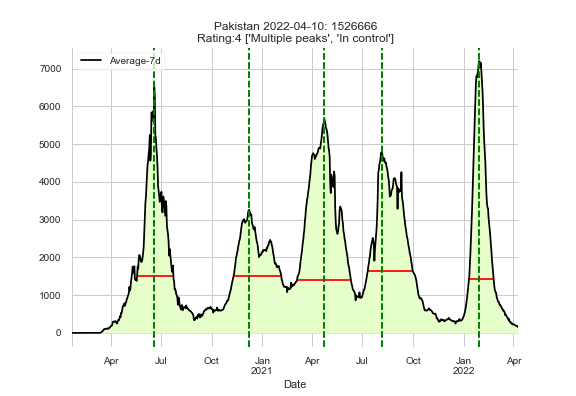 Pakistan 2022-04-10: 1526666
Rating:4 ['Multiple peaks', 'In control']
Average-7d
7000
6000
5000
4000
3000
2000
1000
0
Apr Jul Oct Jan Apr Jul Oct Jan Apr
2021 2022
Date